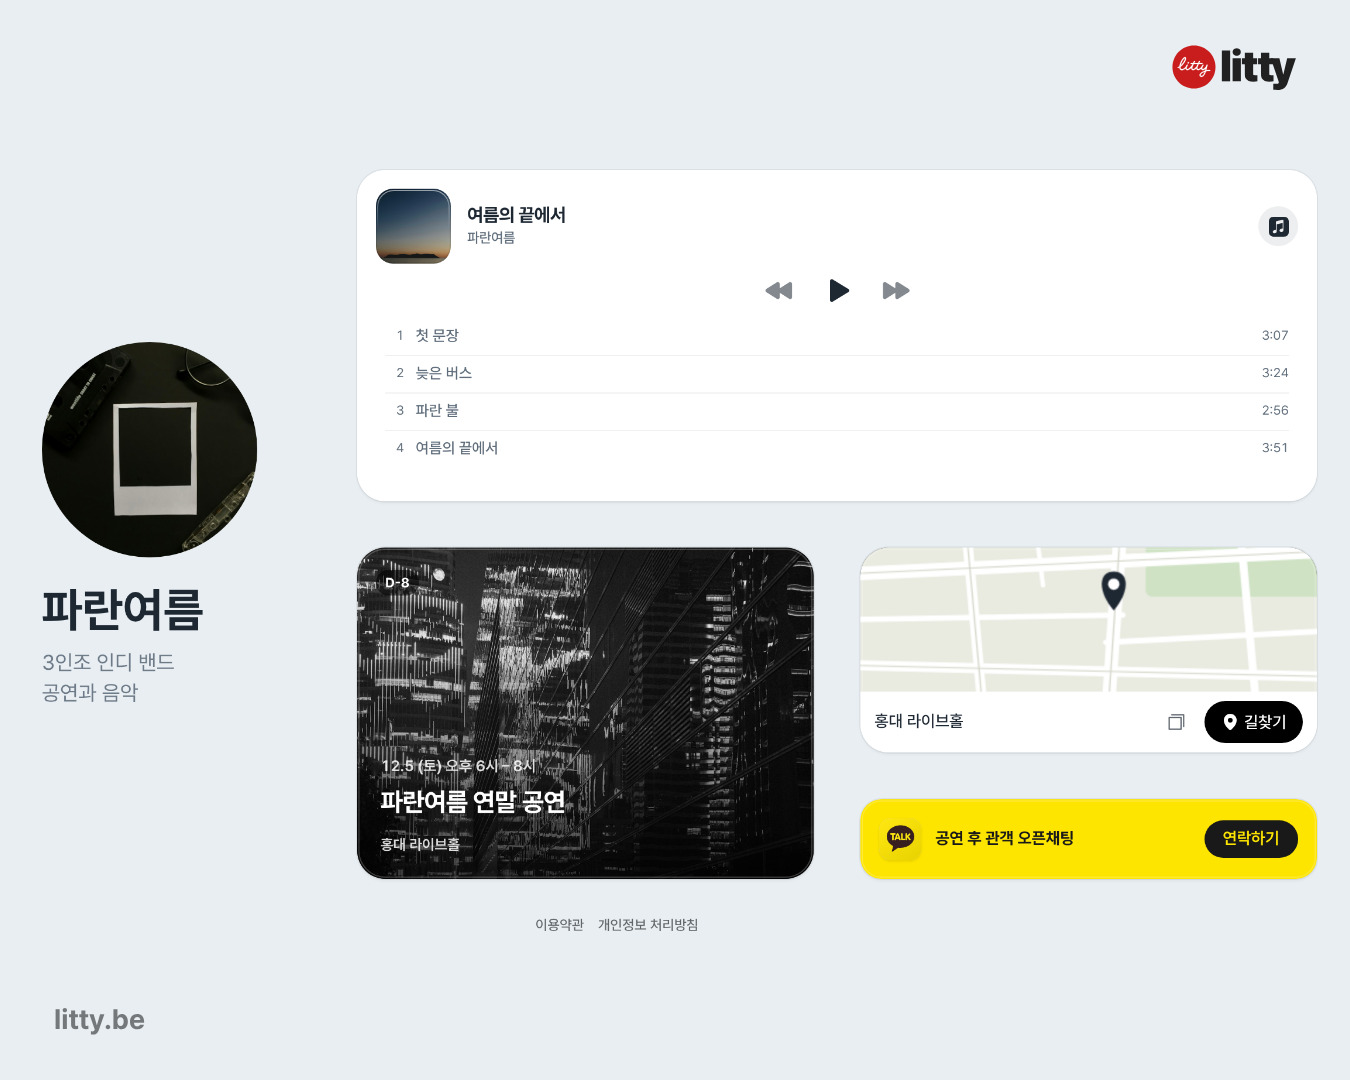 litty litty
여름의 끝에서
파란여름
1 첫 문장 3:07
2 늦은 버스 3:24
3 파란 불 2:56
4 여름의 끝에서 3:51
파란여름
3인조 인디 밴드
공연과 음악
D-8
12.5 (토) 오후 6시 – 8시
파란여름 연말 공연
홍대 라이브홀
홍대 라이브홀
길찾기
TALK
공연 후 관객 오픈채팅
연락하기
이용약관 개인정보 처리방침
litty.be